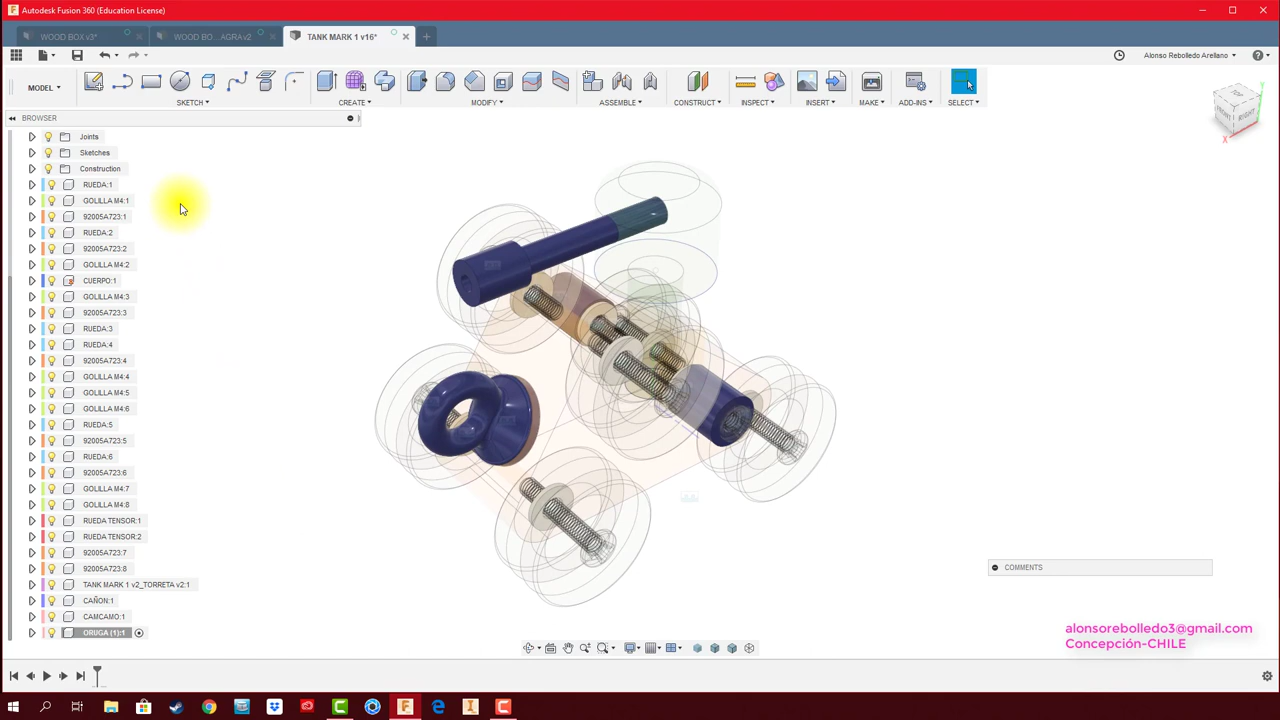 Autodesk Fusion 360 (Education License)
WOOD BOX v3*
WOOD BO...AGRA v2
TANK MARK 1 v16*
Alonso Rebolledo Arellano
MODEL
SKETCH
CREATE
MODIFY
ASSEMBLE
CONSTRUCT
INSPECT
INSERT
MAKE
ADD-INS
SELECT
TOP
FRONT
RIGHT
X
Y
BROWSER
Joints
Sketches
Construction
RUEDA:1
GOLILLA M4:1
92005A723:1
RUEDA:2
92005A723:2
GOLILLA M4:2
CUERPO:1
GOLILLA M4:3
92005A723:3
RUEDA:3
RUEDA:4
92005A723:4
GOLILLA M4:4
GOLILLA M4:5
GOLILLA M4:6
RUEDA:5
92005A723:5
RUEDA:6
92005A723:6
GOLILLA M4:7
GOLILLA M4:8
RUEDA TENSOR:1
RUEDA TENSOR:2
92005A723:7
92005A723:8
TANK MARK 1 v2_TORRETA v2:1
CAÑON:1
CAMCAMO:1
ORUGA (1):1
COMMENTS
alonsorebolledo3@gmail.com
Concepción-CHILE